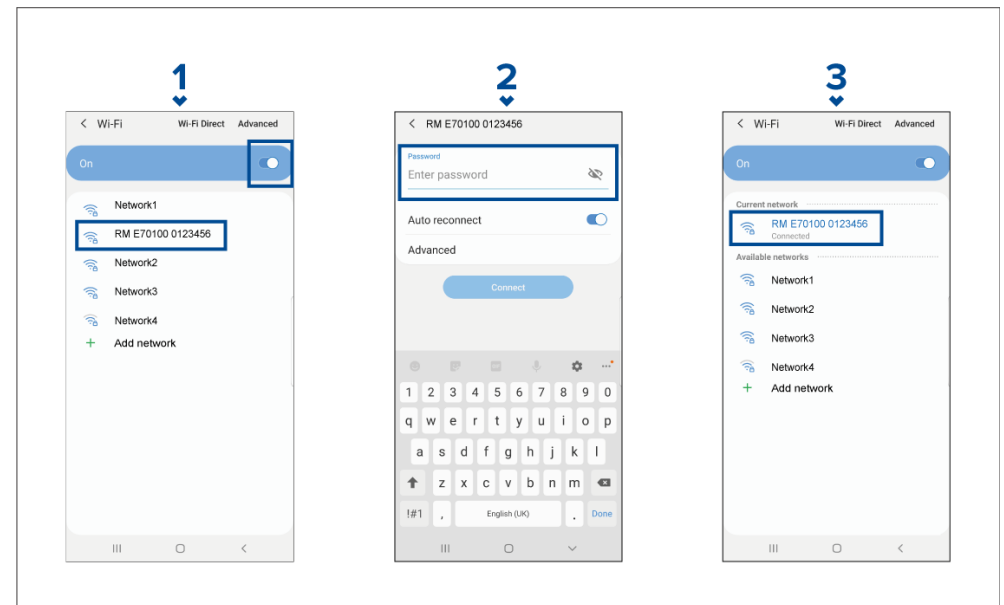 1
Wi-Fi Wi-Fi Direct Advanced
On
Network1
RM E70100 0123456
Network2
Network3
Network4
+ Add network
2
RM E70100 0123456
Password
Enter password
Auto reconnect
Advanced
Connect
1 2 3 4 5 6 7 8 9 0
q w e r t y u i o p
a s d f g h j k l
z x c v b n m
!#1 , English (UK) . Done
3
Wi-Fi Wi-Fi Direct Advanced
On
Current network
RM E70100 0123456
Connected
Available networks
Network1
Network2
Network3
Network4
+ Add network